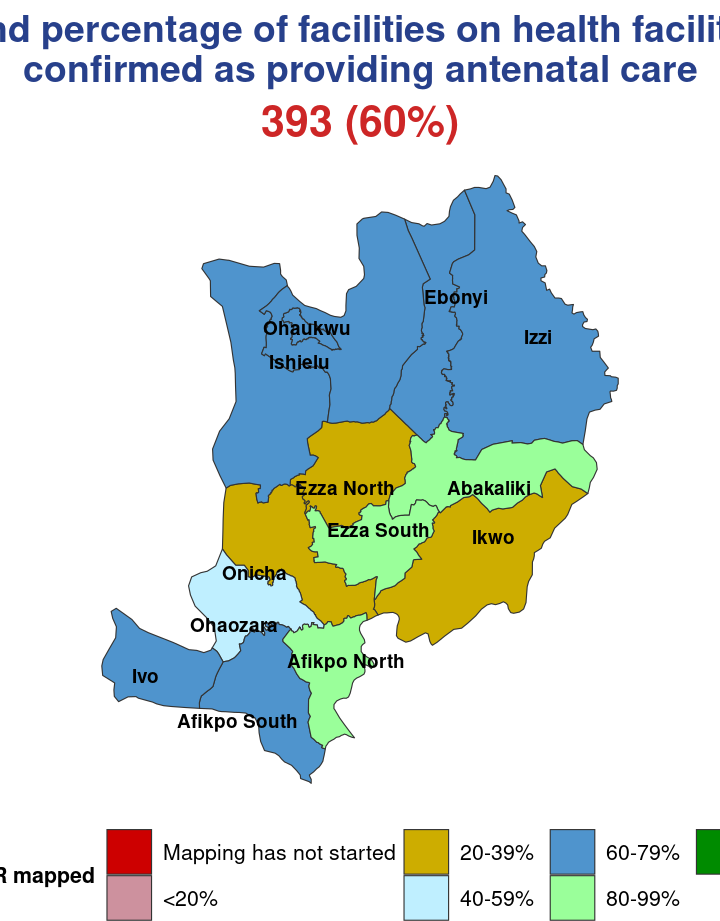 nd percentage of facilities on health facilit
confirmed as providing antenatal care
393 (60%)
Ebonyi
Ohaukwu
Izzi
Ishielu
Ezza North
Abakaliki
Ezza South
Ikwo
Onicha
Ohaozara
Afikpo North
Ivo
Afikpo South
R mapped
Mapping has not started
20-39%
60-79%
<20%
40-59%
80-99%